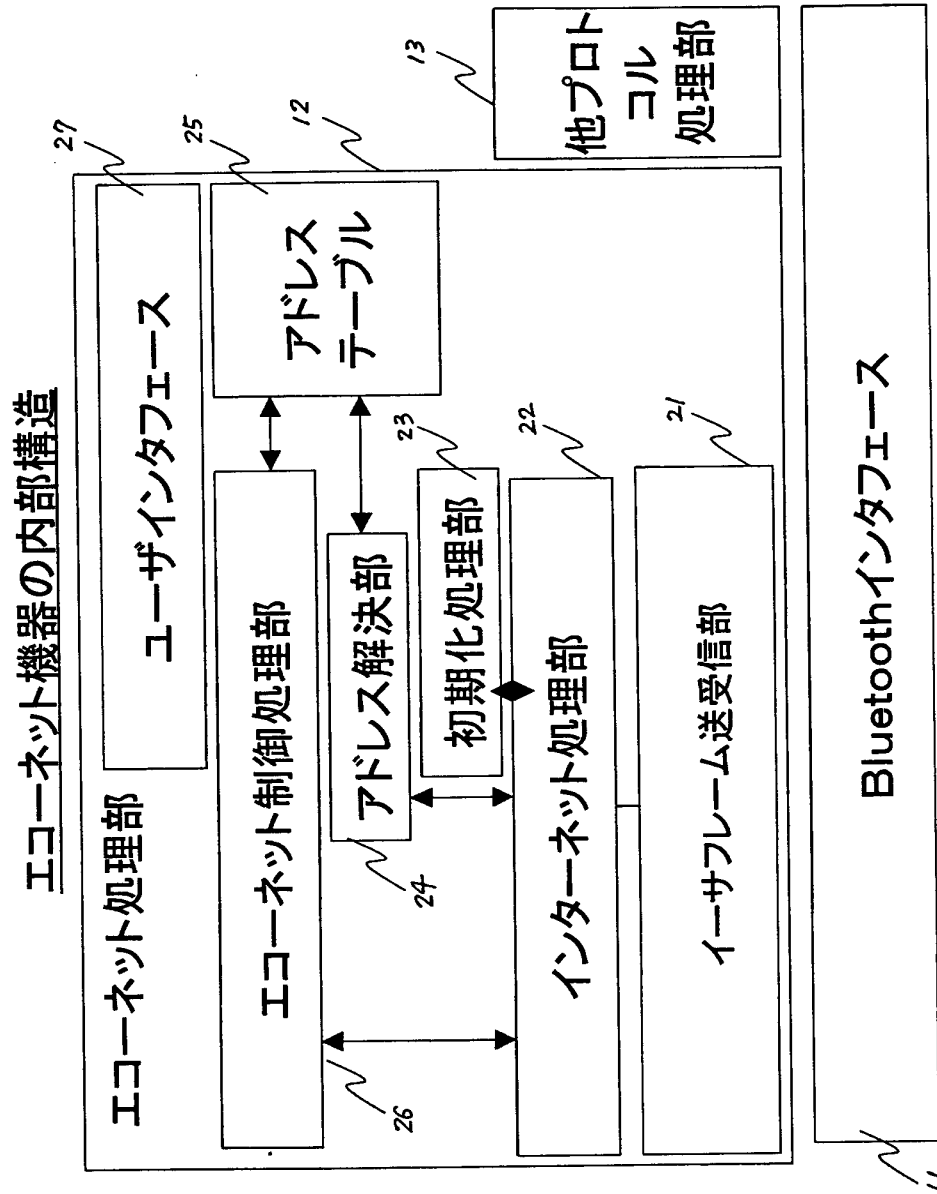 エコーネット機器の内部構造
エコーネット処理部
ユーザインタフェース
27
エコーネット制御処理部
26
アドレス
テーブル
25
12
アドレス解決部
24
初期化処理部
23
インターネット処理部
22
イーサフレーム送受信部
21
他プロト
コル
処理部
13
Bluetoothインタフェース
11